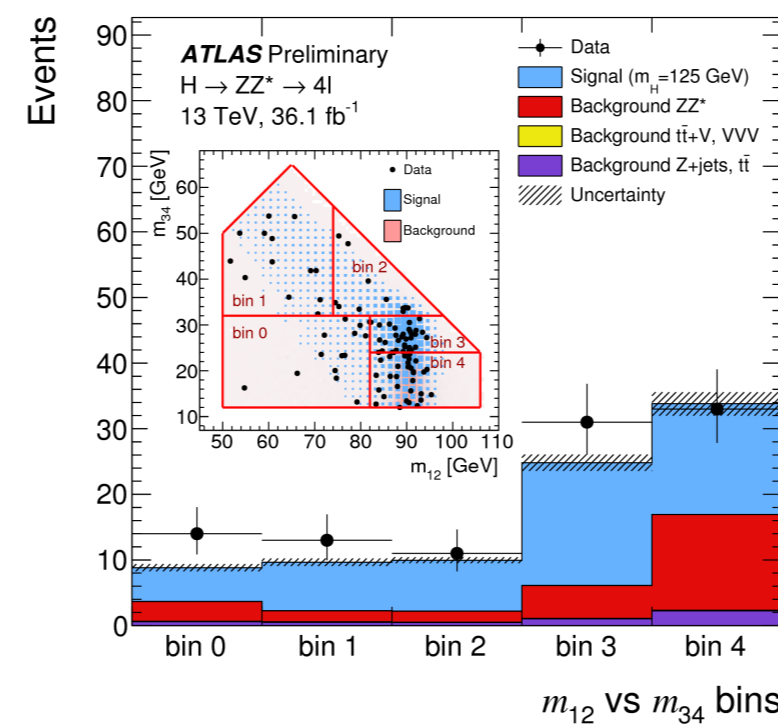 Events
90
80
70
60
50
40
30
20
10
0
ATLAS Preliminary
H → ZZ* → 4l
13 TeV, 36.1 fb⁻¹
Data
Signal (m_H=125 GeV)
Background ZZ*
Background tt̄+V, VVV
Background Z+jets, tt̄
Uncertainty
m₃₄ [GeV]
60
50
40
30
20
10
Data
Signal
Background
bin 2
bin 1
bin 0
bin 3
bin 4
50 60 70 80 90 100 110
m₁₂ [GeV]
bin 0 bin 1 bin 2 bin 3 bin 4
m₁₂ vs m₃₄ bins